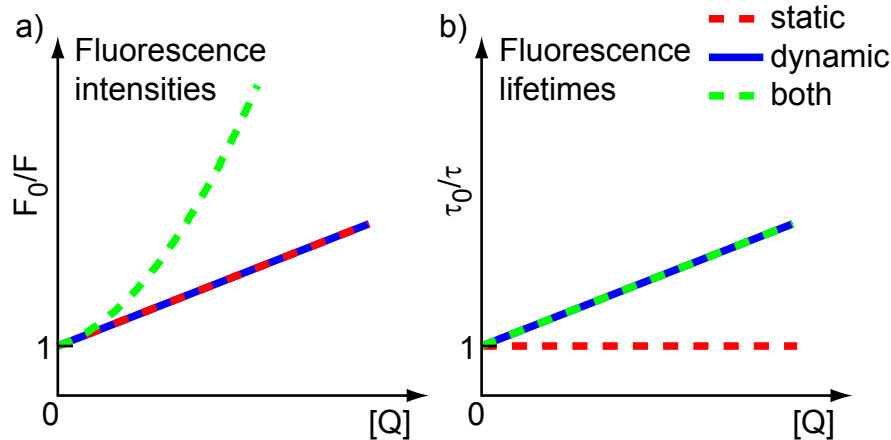 a)
Fluorescence
intensities
F₀/F
1
0
[Q]
b)
Fluorescence
lifetimes
τ₀/τ
1
0
[Q]
static
dynamic
both